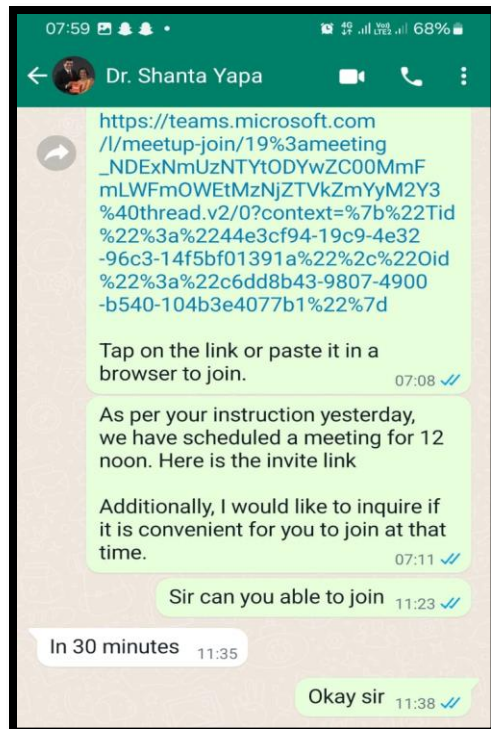 07:59
4G Vo9 LTE2 68%
Dr. Shanta Yapa
https://teams.microsoft.com
/l/meetup-join/19%3ameeting
_NDExNmUzNTYtODYwZC00MmF
mLWFmOWEtMzNjZTVkZmYyM2Y3
%40thread.v2/0?context=%7b%22Tid
%22%3a%2244e3cf94-19c9-4e32
-96c3-14f5bf01391a%22%2c%22Oid
%22%3a%22c6dd8b43-9807-4900
-b540-104b3e4077b1%22%7d
Tap on the link or paste it in a
browser to join.
07:08
As per your instruction yesterday,
we have scheduled a meeting for 12
noon. Here is the invite link
Additionally, I would like to inquire if
it is convenient for you to join at that
time.
07:11
Sir can you able to join 11:23
In 30 minutes 11:35
Okay sir 11:38